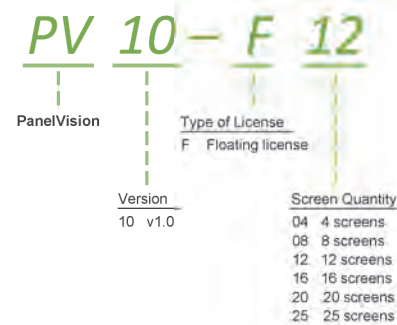 PV 10 – F 12
PanelVision
Type of License
F Floating license
Version
10 v1.0
Screen Quantity
04 4 screens
08 8 screens
12 12 screens
16 16 screens
20 20 screens
25 25 screens